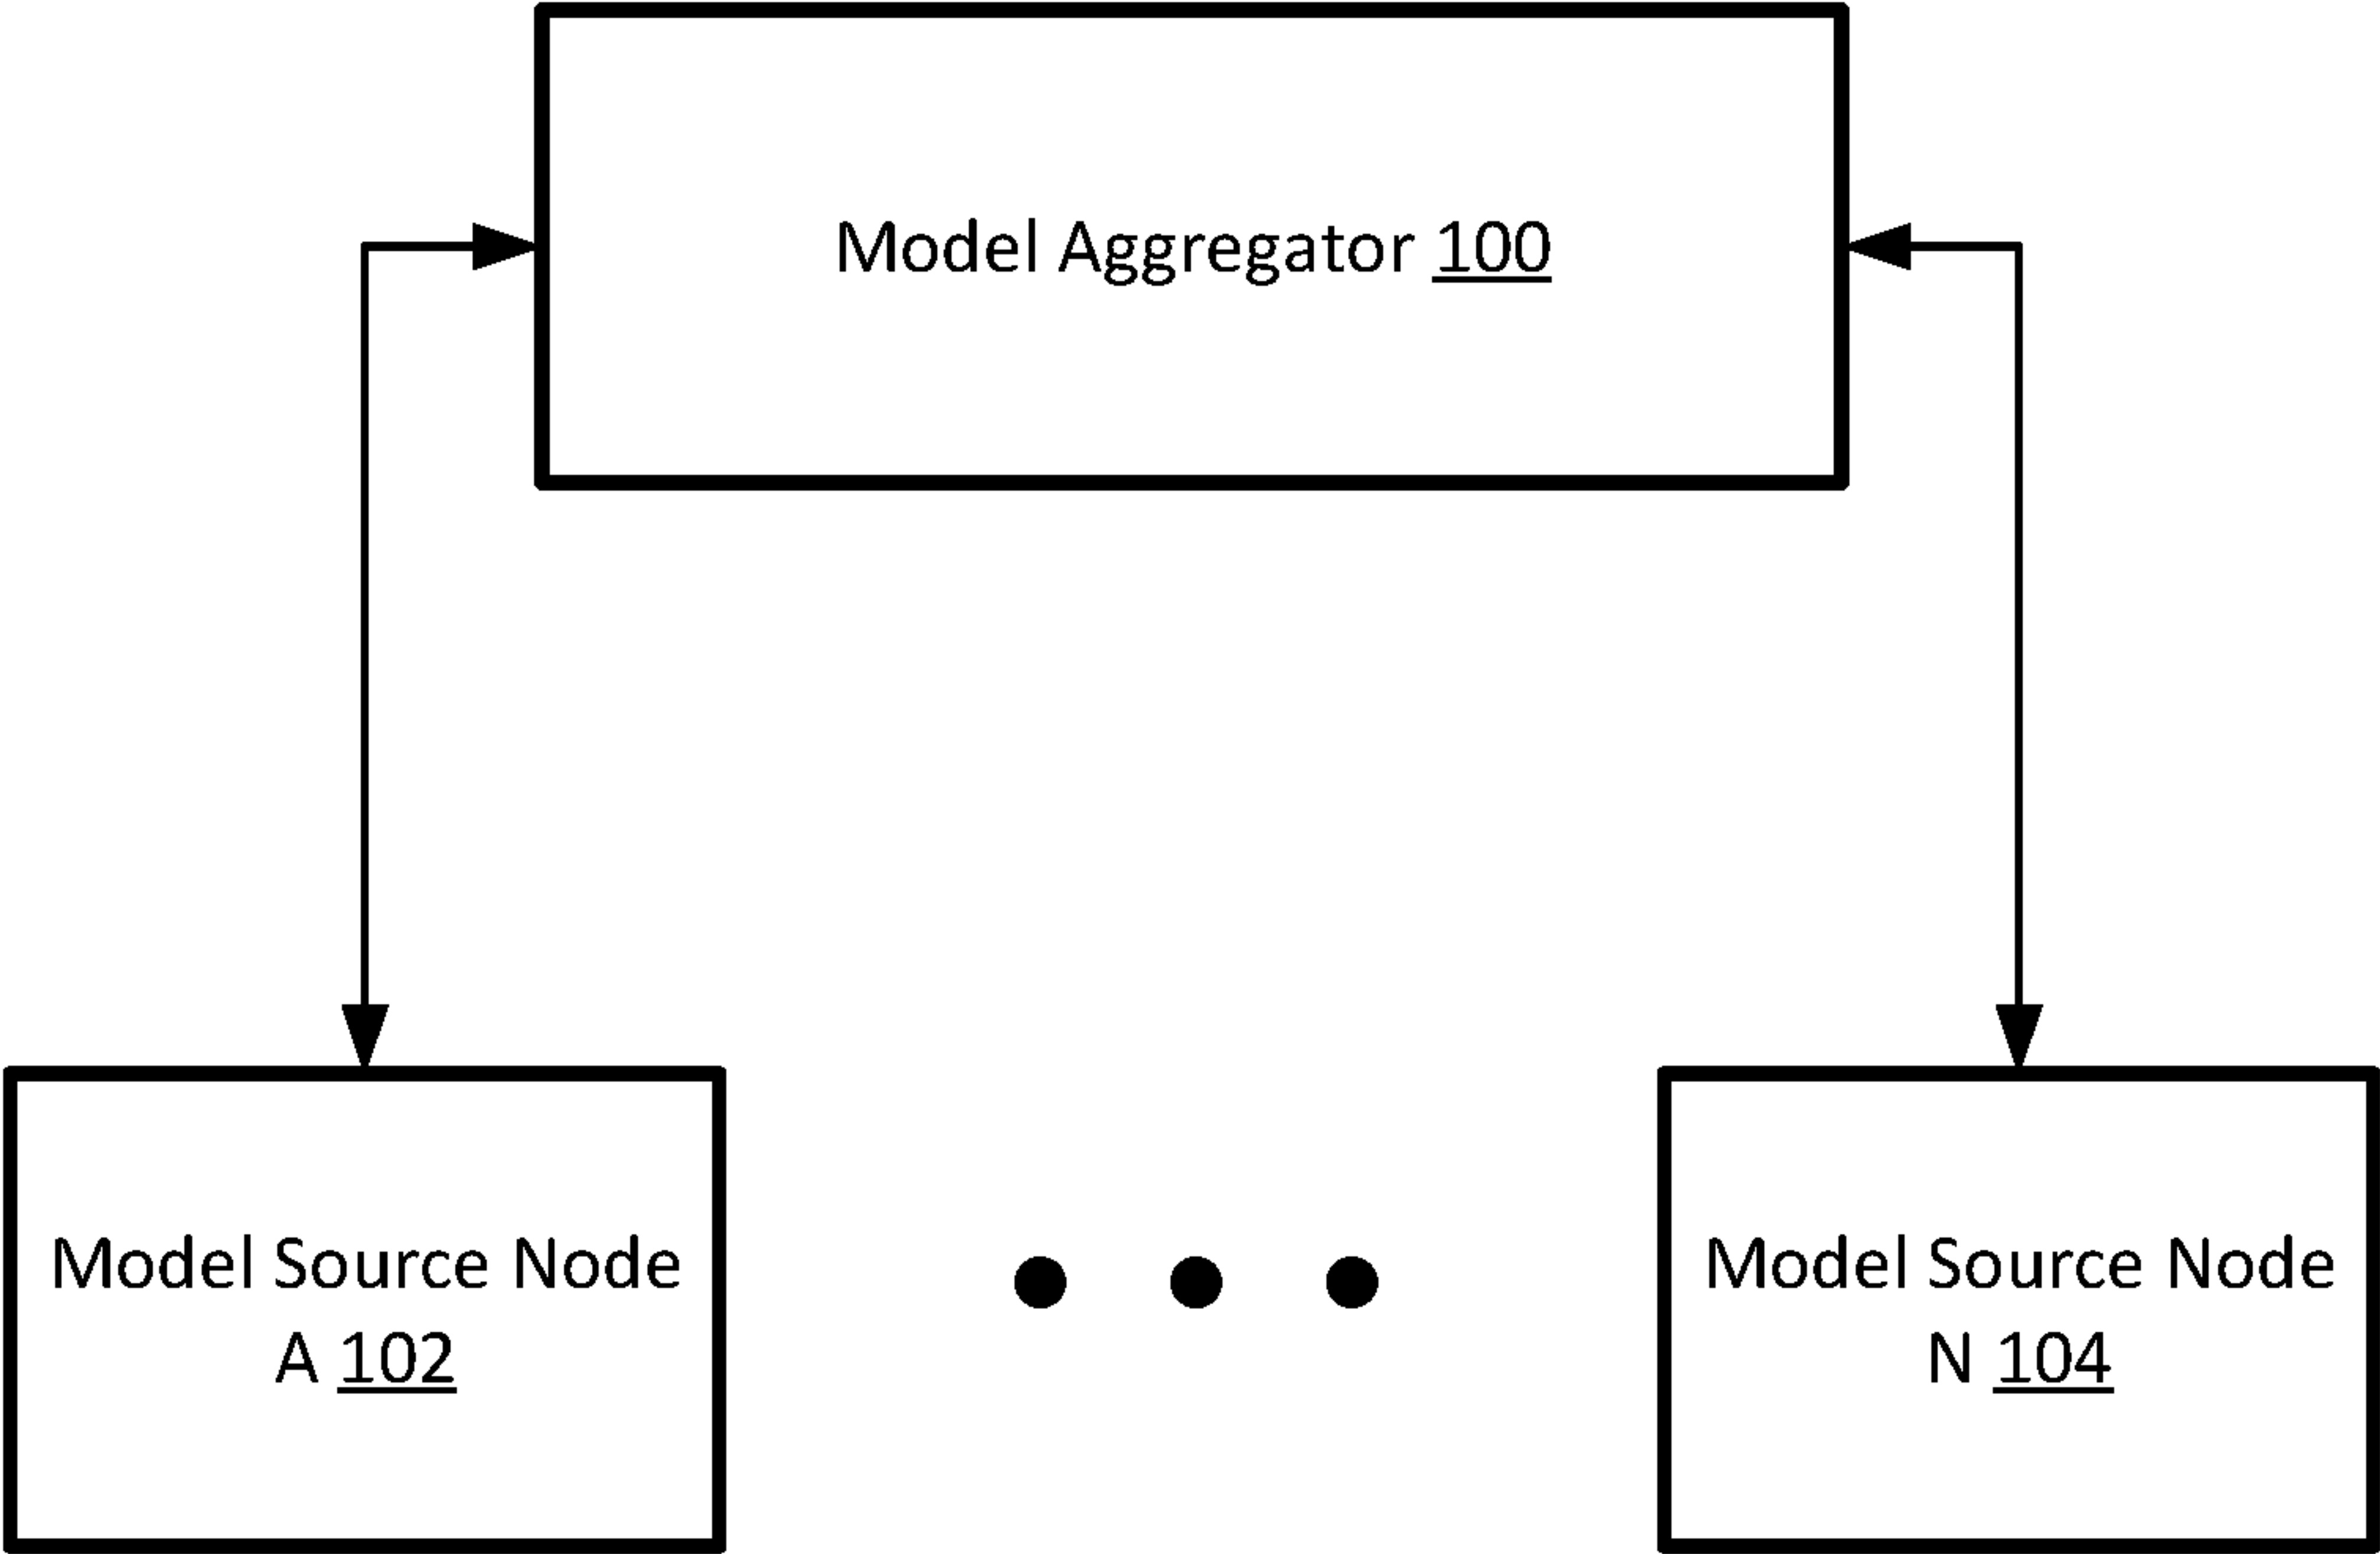 Model Aggregator 100
Model Source Node
A 102
Model Source Node
N 104